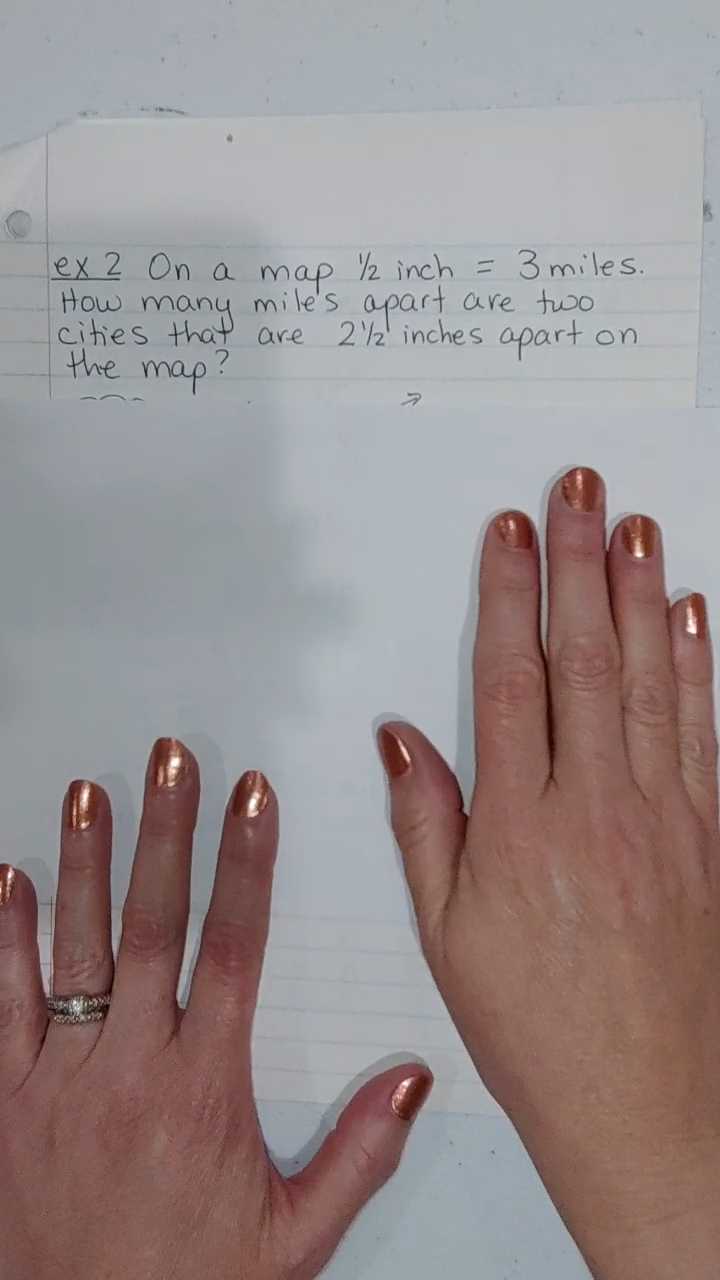 ex 2 On a map ½ inch = 3 miles.
How many miles apart are two
cities that are 2½ inches apart on
the map?